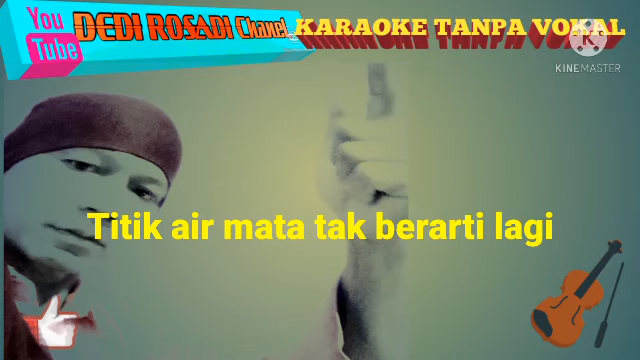 You
Tube
DEDI ROSADI Chanel
KARAOKE TANPA VOKAL
KINEMASTER
Titik air mata tak berarti lagi